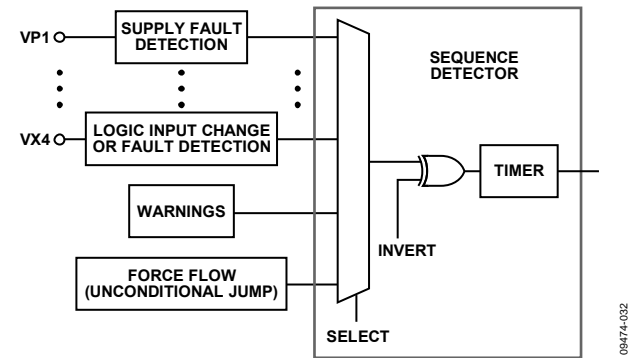 VP1
SUPPLY FAULT
DETECTION
SEQUENCE
DETECTOR
VX4
LOGIC INPUT CHANGE
OR FAULT DETECTION
TIMER
WARNINGS
INVERT
FORCE FLOW
(UNCONDITIONAL JUMP)
SELECT
09474-032